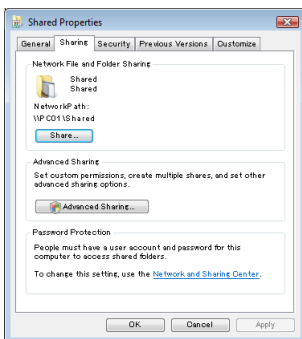 Shared Properties
General Sharing Security Previous Versions Customize
Network File and Folder Sharing
Shared
Shared
Network Path:
\\PC01\Shared
Share...
Advanced Sharing
Set custom permissions, create multiple shares, and set other
advanced sharing options.
Advanced Sharing...
Password Protection
People must have a user account and password for this
computer to access shared folders.
To change this setting, use the Network and Sharing Center.
OK Cancel Apply